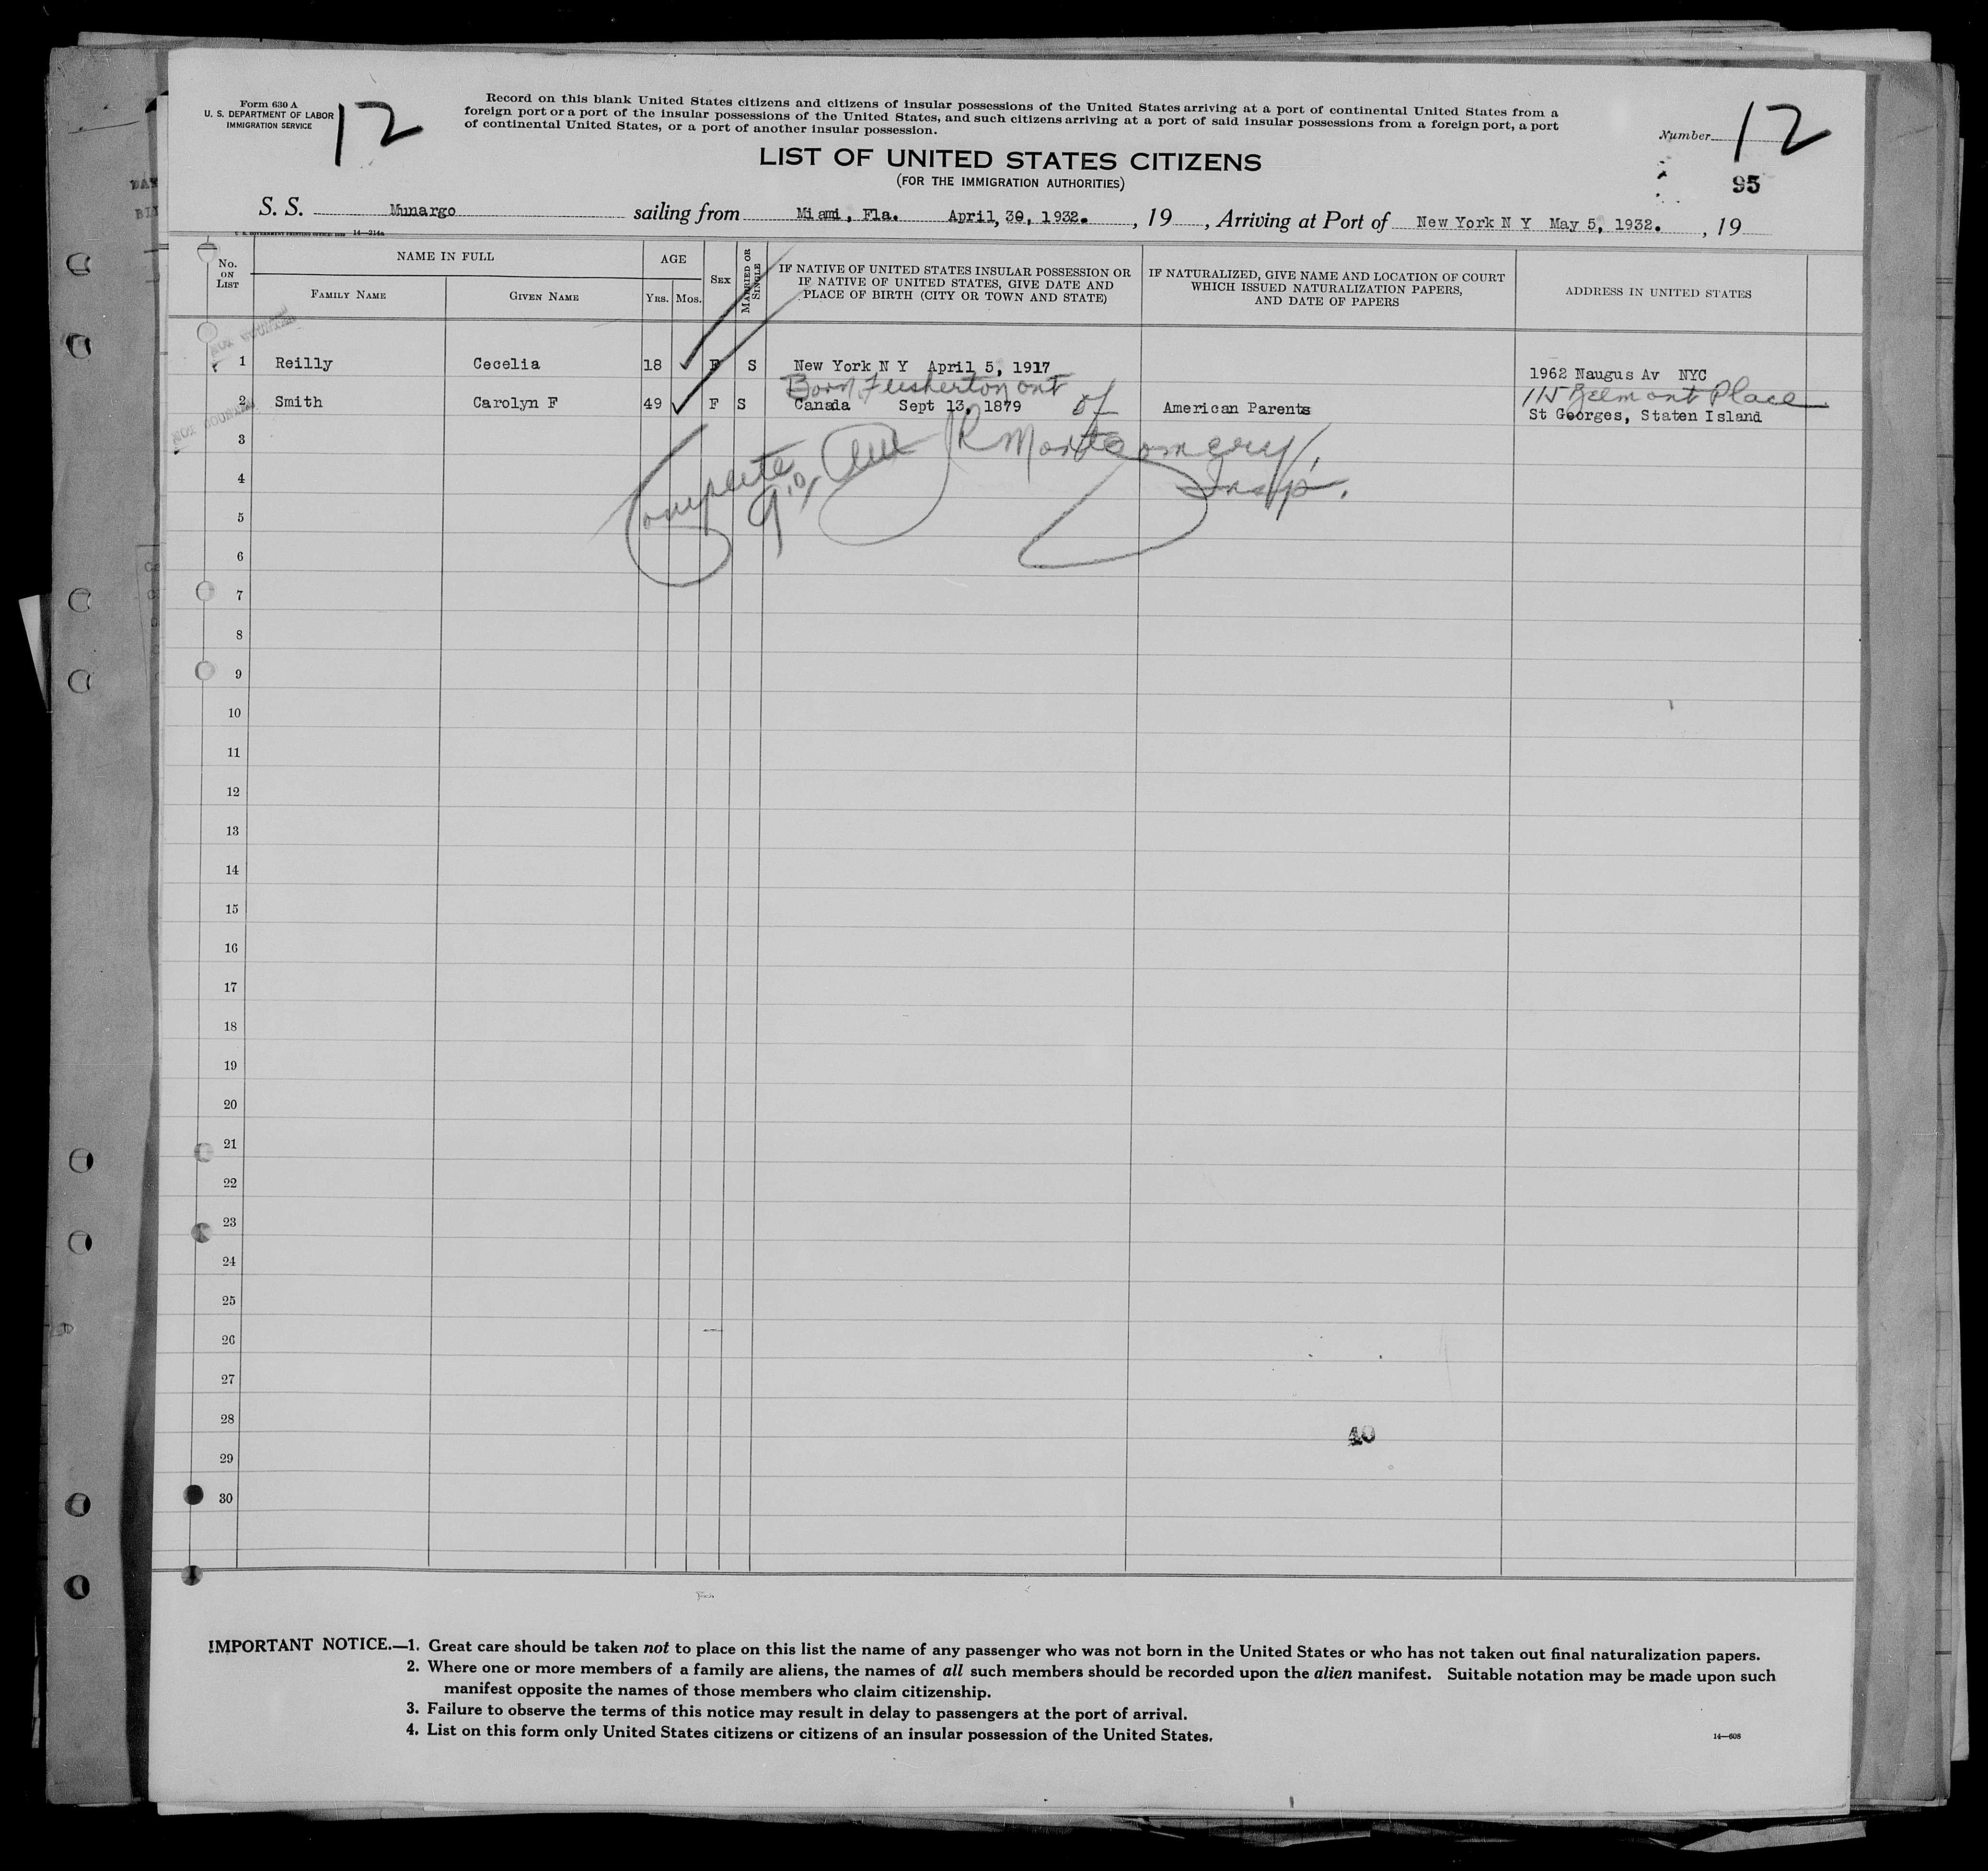 Form 630 A
U. S. DEPARTMENT OF LABOR
IMMIGRATION SERVICE
12
Record on this blank United States citizens and citizens of insular possessions of the United States arriving at a port of continental United States from a
foreign port or a port of the insular possessions of the United States, and such citizens arriving at a port of said insular possessions from a foreign port, a port
of continental United States, or a port of another insular possession.
Number 12
LIST OF UNITED STATES CITIZENS
(FOR THE IMMIGRATION AUTHORITIES)
95
S. S. Munargo sailing from Miami, Fla. April, 30, 1932. , 19 , Arriving at Port of New York N Y May 5, 1932. , 19
14—214a
No. ON LIST
NAME IN FULL
FAMILY NAME
GIVEN NAME
AGE
YRS. MOS.
SEX
MARRIED OR SINGLE
IF NATIVE OF UNITED STATES INSULAR POSSESSION OR
IF NATIVE OF UNITED STATES, GIVE DATE AND
PLACE OF BIRTH (CITY OR TOWN AND STATE)
IF NATURALIZED, GIVE NAME AND LOCATION OF COURT
WHICH ISSUED NATURALIZATION PAPERS,
AND DATE OF PAPERS
ADDRESS IN UNITED STATES
1 Reilly Cecelia 18 F S New York N Y April 5, 1917 1962 Naugus Av NYC
Born Flesherton Ont 115 Belmont Place
2 Smith Carolyn F 49 F S Canada Sept 13, 1879 of American Parents St Georges, Staten Island
3
Complete JR Montgomery
4
Insp.
5
6
7
8
9
10
11
12
13
14
15
16
17
18
19
20
21
22
23
24
25
26
27
28
40
29
30
IMPORTANT NOTICE.—1. Great care should be taken not to place on this list the name of any passenger who was not born in the United States or who has not taken out final naturalization papers.
2. Where one or more members of a family are aliens, the names of all such members should be recorded upon the alien manifest. Suitable notation may be made upon such
manifest opposite the names of those members who claim citizenship.
3. Failure to observe the terms of this notice may result in delay to passengers at the port of arrival.
4. List on this form only United States citizens or citizens of an insular possession of the United States.
14—608